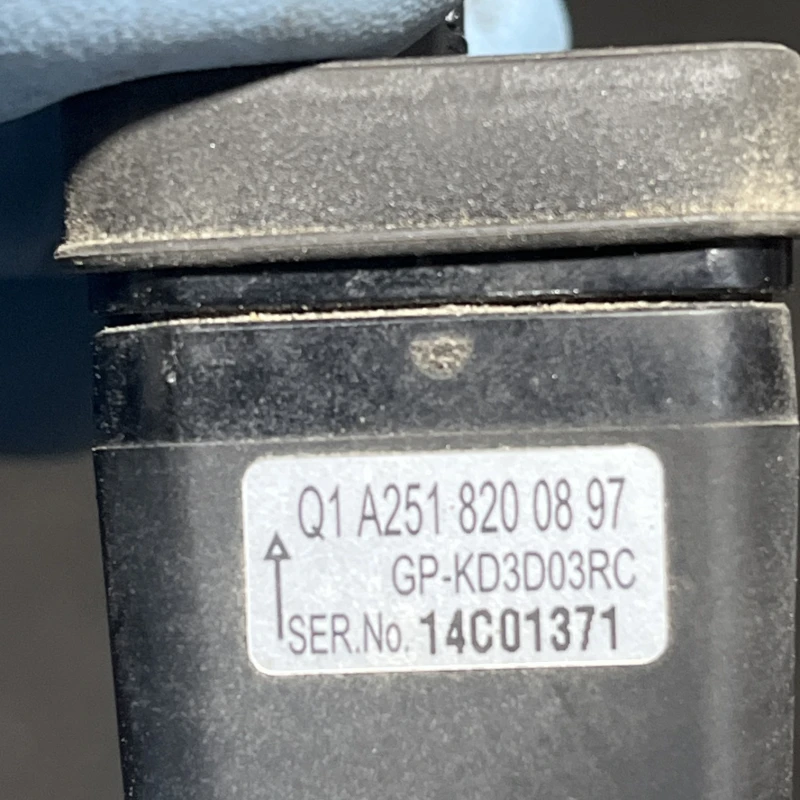 Q1 A251 820 08 97
GP-KD3D03RC
SER.No. 14C01371